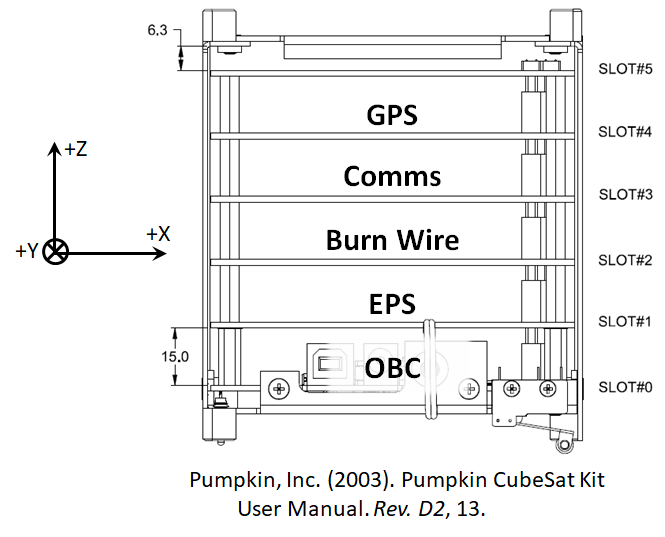 6.3
SLOT#5
GPS
SLOT#4
+Z
Comms
SLOT#3
+X
+Y
Burn Wire
SLOT#2
EPS
SLOT#1
15.0
OBC
SLOT#0
Pumpkin, Inc. (2003). Pumpkin CubeSat Kit
User Manual. Rev. D2, 13.